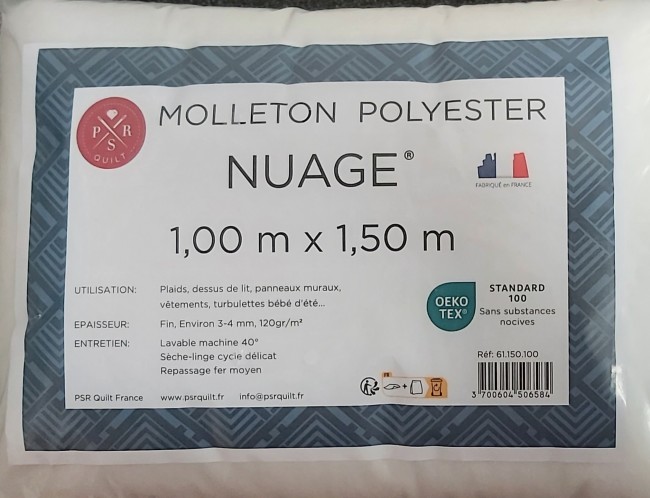 MOLLETON POLYESTER
P R
S
QUILT
NUAGE®
FABRIQUÉ en FRANCE
1,00 m x 1,50 m
UTILISATION: Plaids, dessus de lit, panneaux muraux,
vêtements, turbulettes bébé d'été...
EPAISSEUR: Fin, Environ 3-4 mm, 120gr/m²
ENTRETIEN: Lavable machine 40°
Sèche-linge cycle délicat
Repassage fer moyen
OEKO
TEX®
STANDARD
100
Sans substances
nocives
Réf: 61.150.100
FR
+
3 700604 506584
PSR Quilt France www.psrquilt.fr info@psrquilt.fr